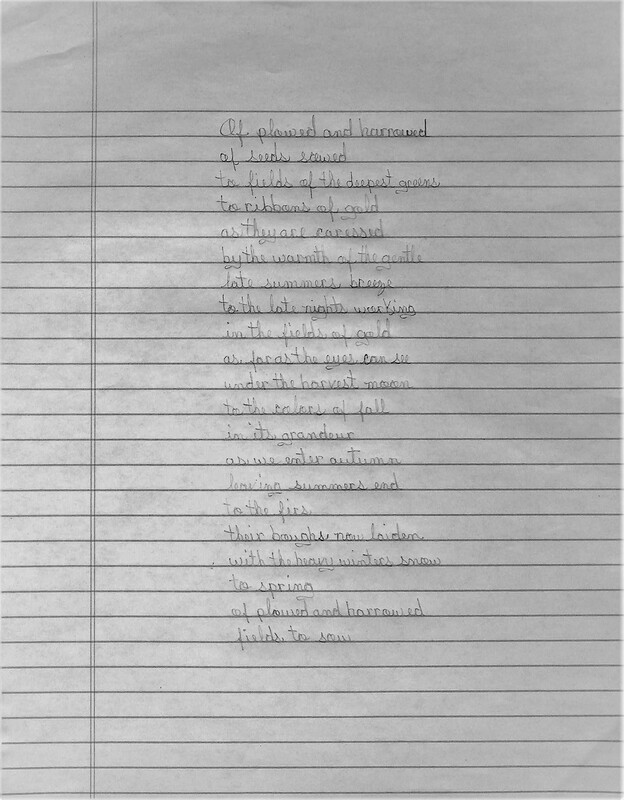 Of plowed and harrowed
of seeds sowed
to fields of the deepest greens
to ribbons of gold
as they are caressed
by the warmth of the gentle
late summers breeze
to the late nights working
in the fields of gold
as far as the eyes can see
under the harvest moon
to the colors of fall
in its grandeur
as we enter autumn
leaving summers end
to the firs
their boughs now laiden
with the heavy winters snow
to spring
of plowed and harrowed
fields to sow